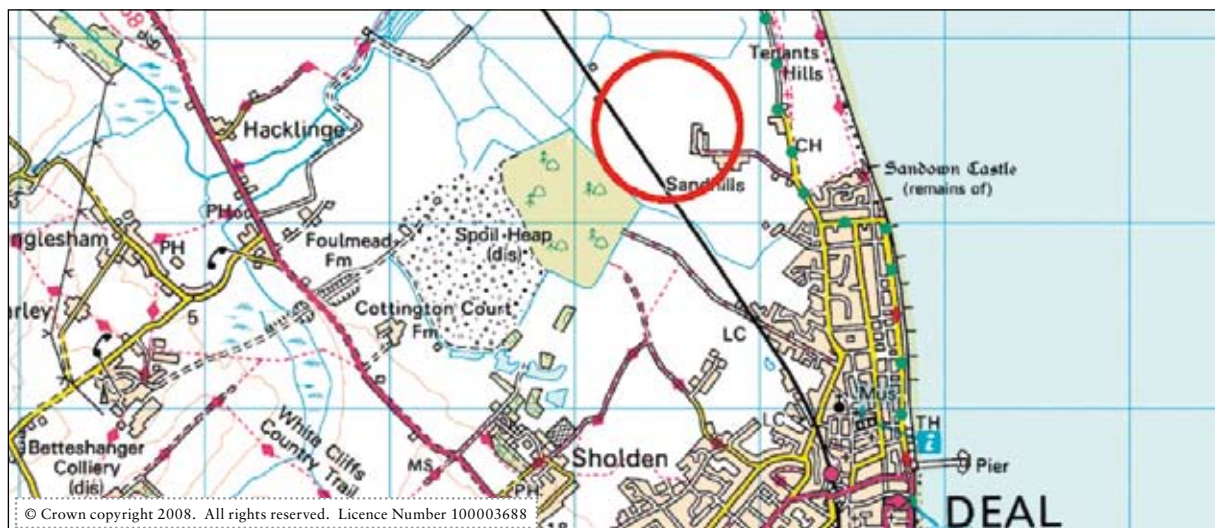 Tenants
Hills
Hacklinge
CH
Sandown Castle
(remains of)
Sandhills
PH
nglesham
PH
Foulmead
Fm
Spoil Heap
(dis)
arley
5
Cottington Court
Fm
LC
LC
Mus
TH
i
Betteshanger
Colliery
(dis)
White Cliffs
Country Trail
MS
Sholden
PH
Pier
DEAL
18
© Crown copyright 2008. All rights reserved. Licence Number 100003688